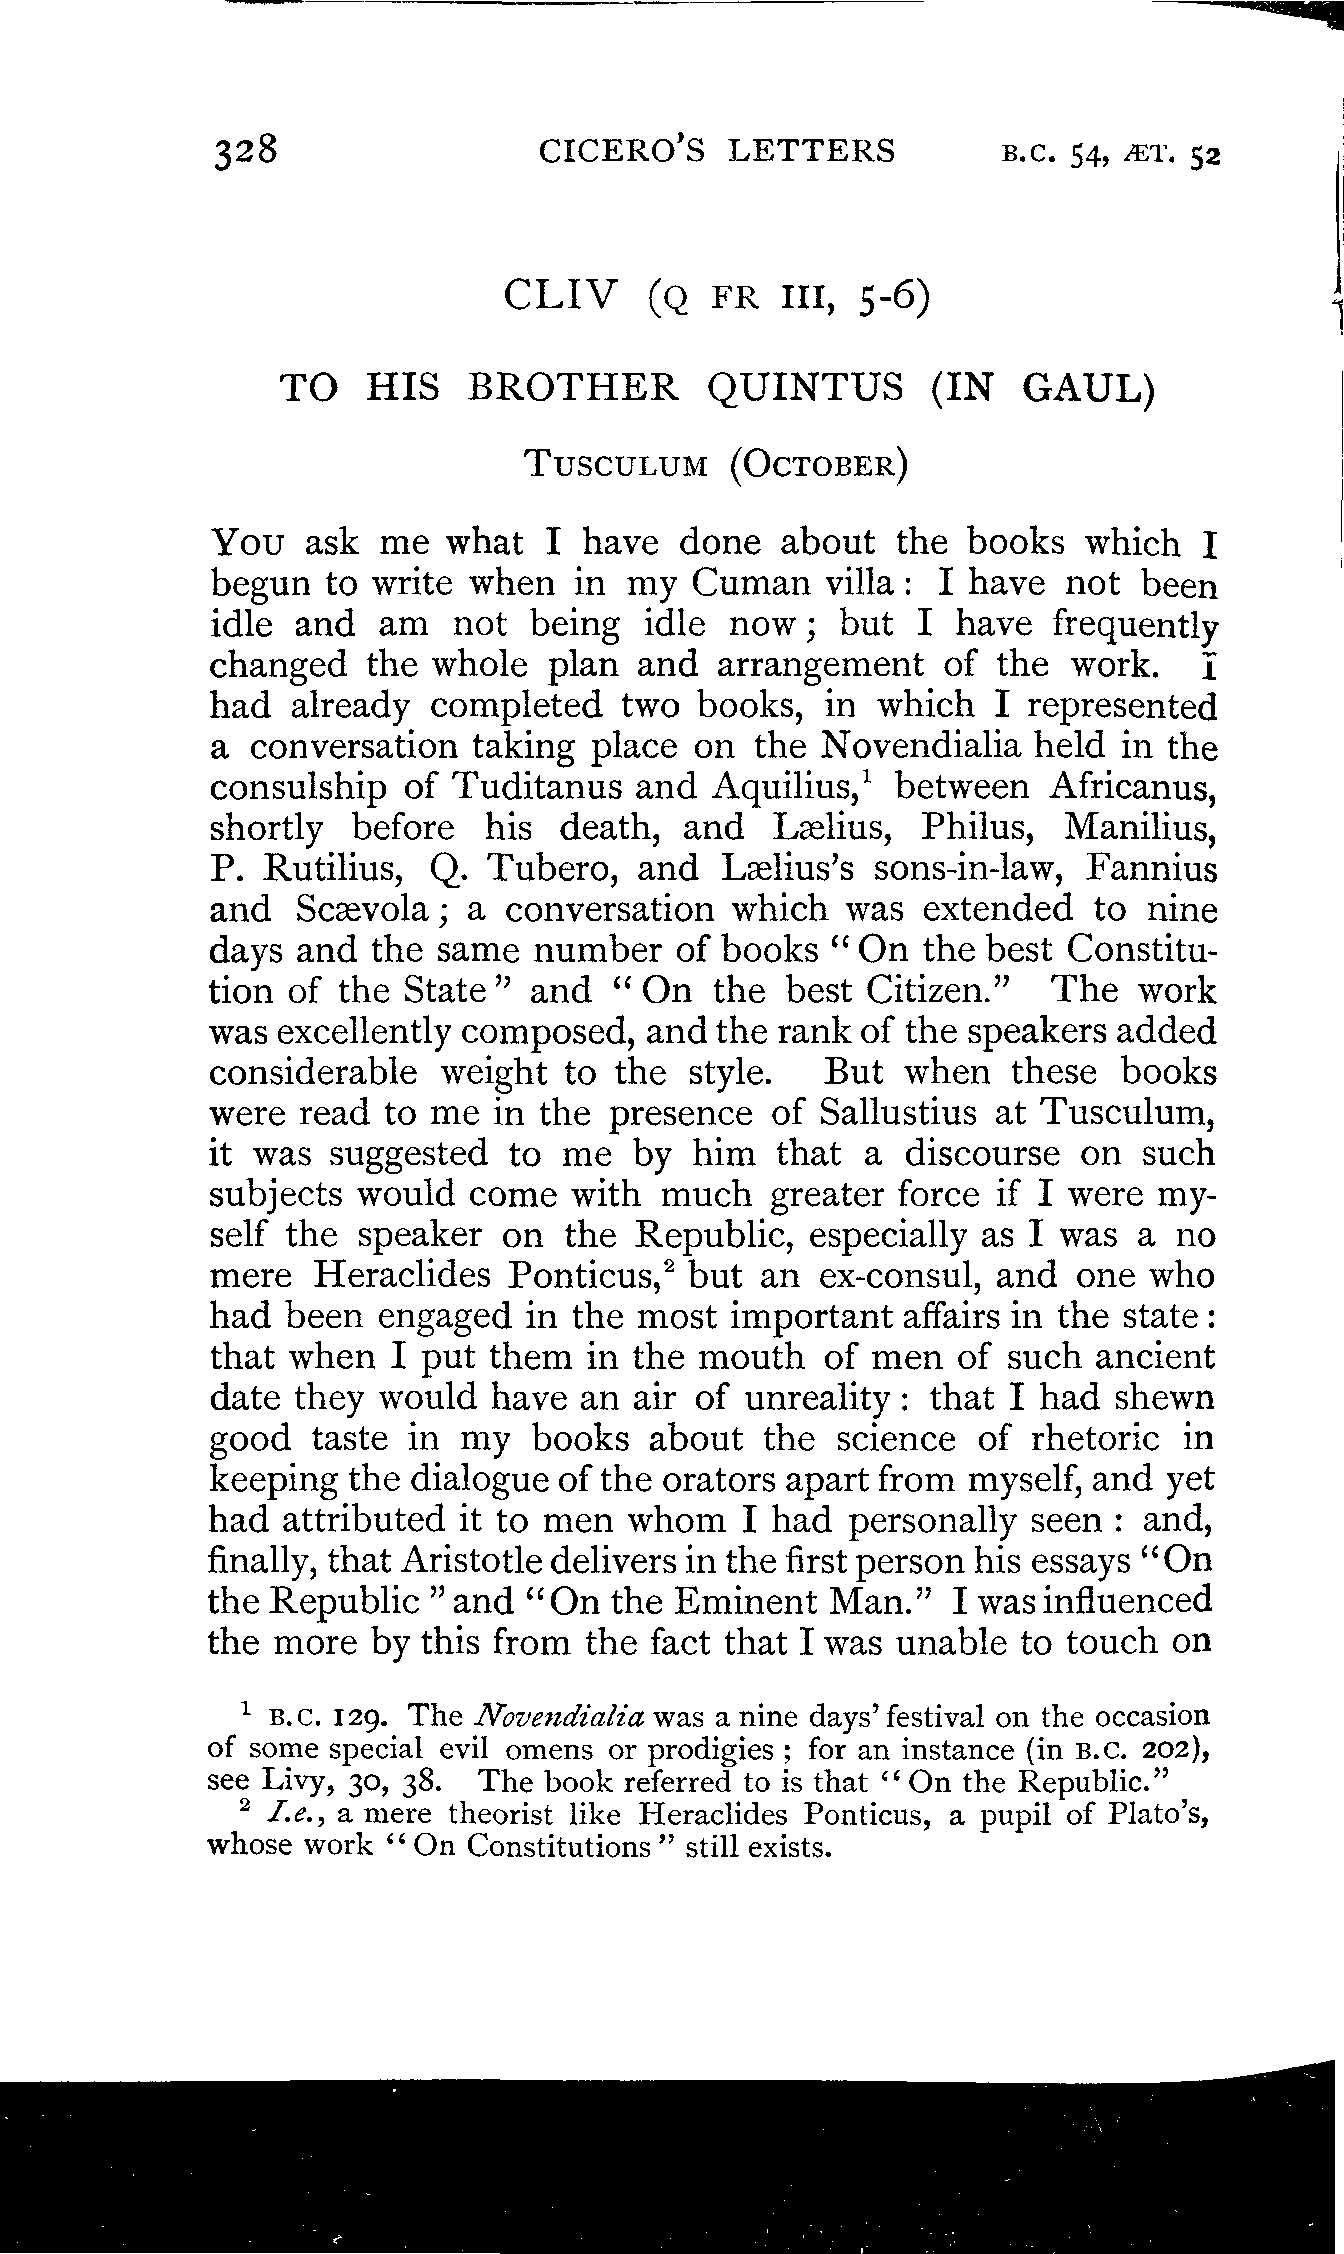 328 CICERO'S LETTERS B.C. 54, ÆT. 52
CLIV (Q FR III, 5-6)
TO HIS BROTHER QUINTUS (IN GAUL)
TUSCULUM (OCTOBER)
YOU ask me what I have done about the books which I
begun to write when in my Cuman villa : I have not been
idle and am not being idle now ; but I have frequently
changed the whole plan and arrangement of the work. I
had already completed two books, in which I represented
a conversation taking place on the Novendialia held in the
consulship of Tuditanus and Aquilius,¹ between Africanus,
shortly before his death, and Lælius, Philus, Manilius,
P. Rutilius, Q. Tubero, and Lælius's sons-in-law, Fannius
and Scævola ; a conversation which was extended to nine
days and the same number of books “ On the best Constitu-
tion of the State ” and “ On the best Citizen.” The work
was excellently composed, and the rank of the speakers added
considerable weight to the style. But when these books
were read to me in the presence of Sallustius at Tusculum,
it was suggested to me by him that a discourse on such
subjects would come with much greater force if I were my-
self the speaker on the Republic, especially as I was a no
mere Heraclides Ponticus,² but an ex-consul, and one who
had been engaged in the most important affairs in the state :
that when I put them in the mouth of men of such ancient
date they would have an air of unreality : that I had shewn
good taste in my books about the science of rhetoric in
keeping the dialogue of the orators apart from myself, and yet
had attributed it to men whom I had personally seen : and,
finally, that Aristotle delivers in the first person his essays “On
the Republic ” and “On the Eminent Man.” I was influenced
the more by this from the fact that I was unable to touch on
¹ B.C. 129. The Novendialia was a nine days' festival on the occasion
of some special evil omens or prodigies ; for an instance (in B.C. 202),
see Livy, 30, 38. The book referred to is that “ On the Republic.”
² I.e., a mere theorist like Heraclides Ponticus, a pupil of Plato's,
whose work “ On Constitutions ” still exists.